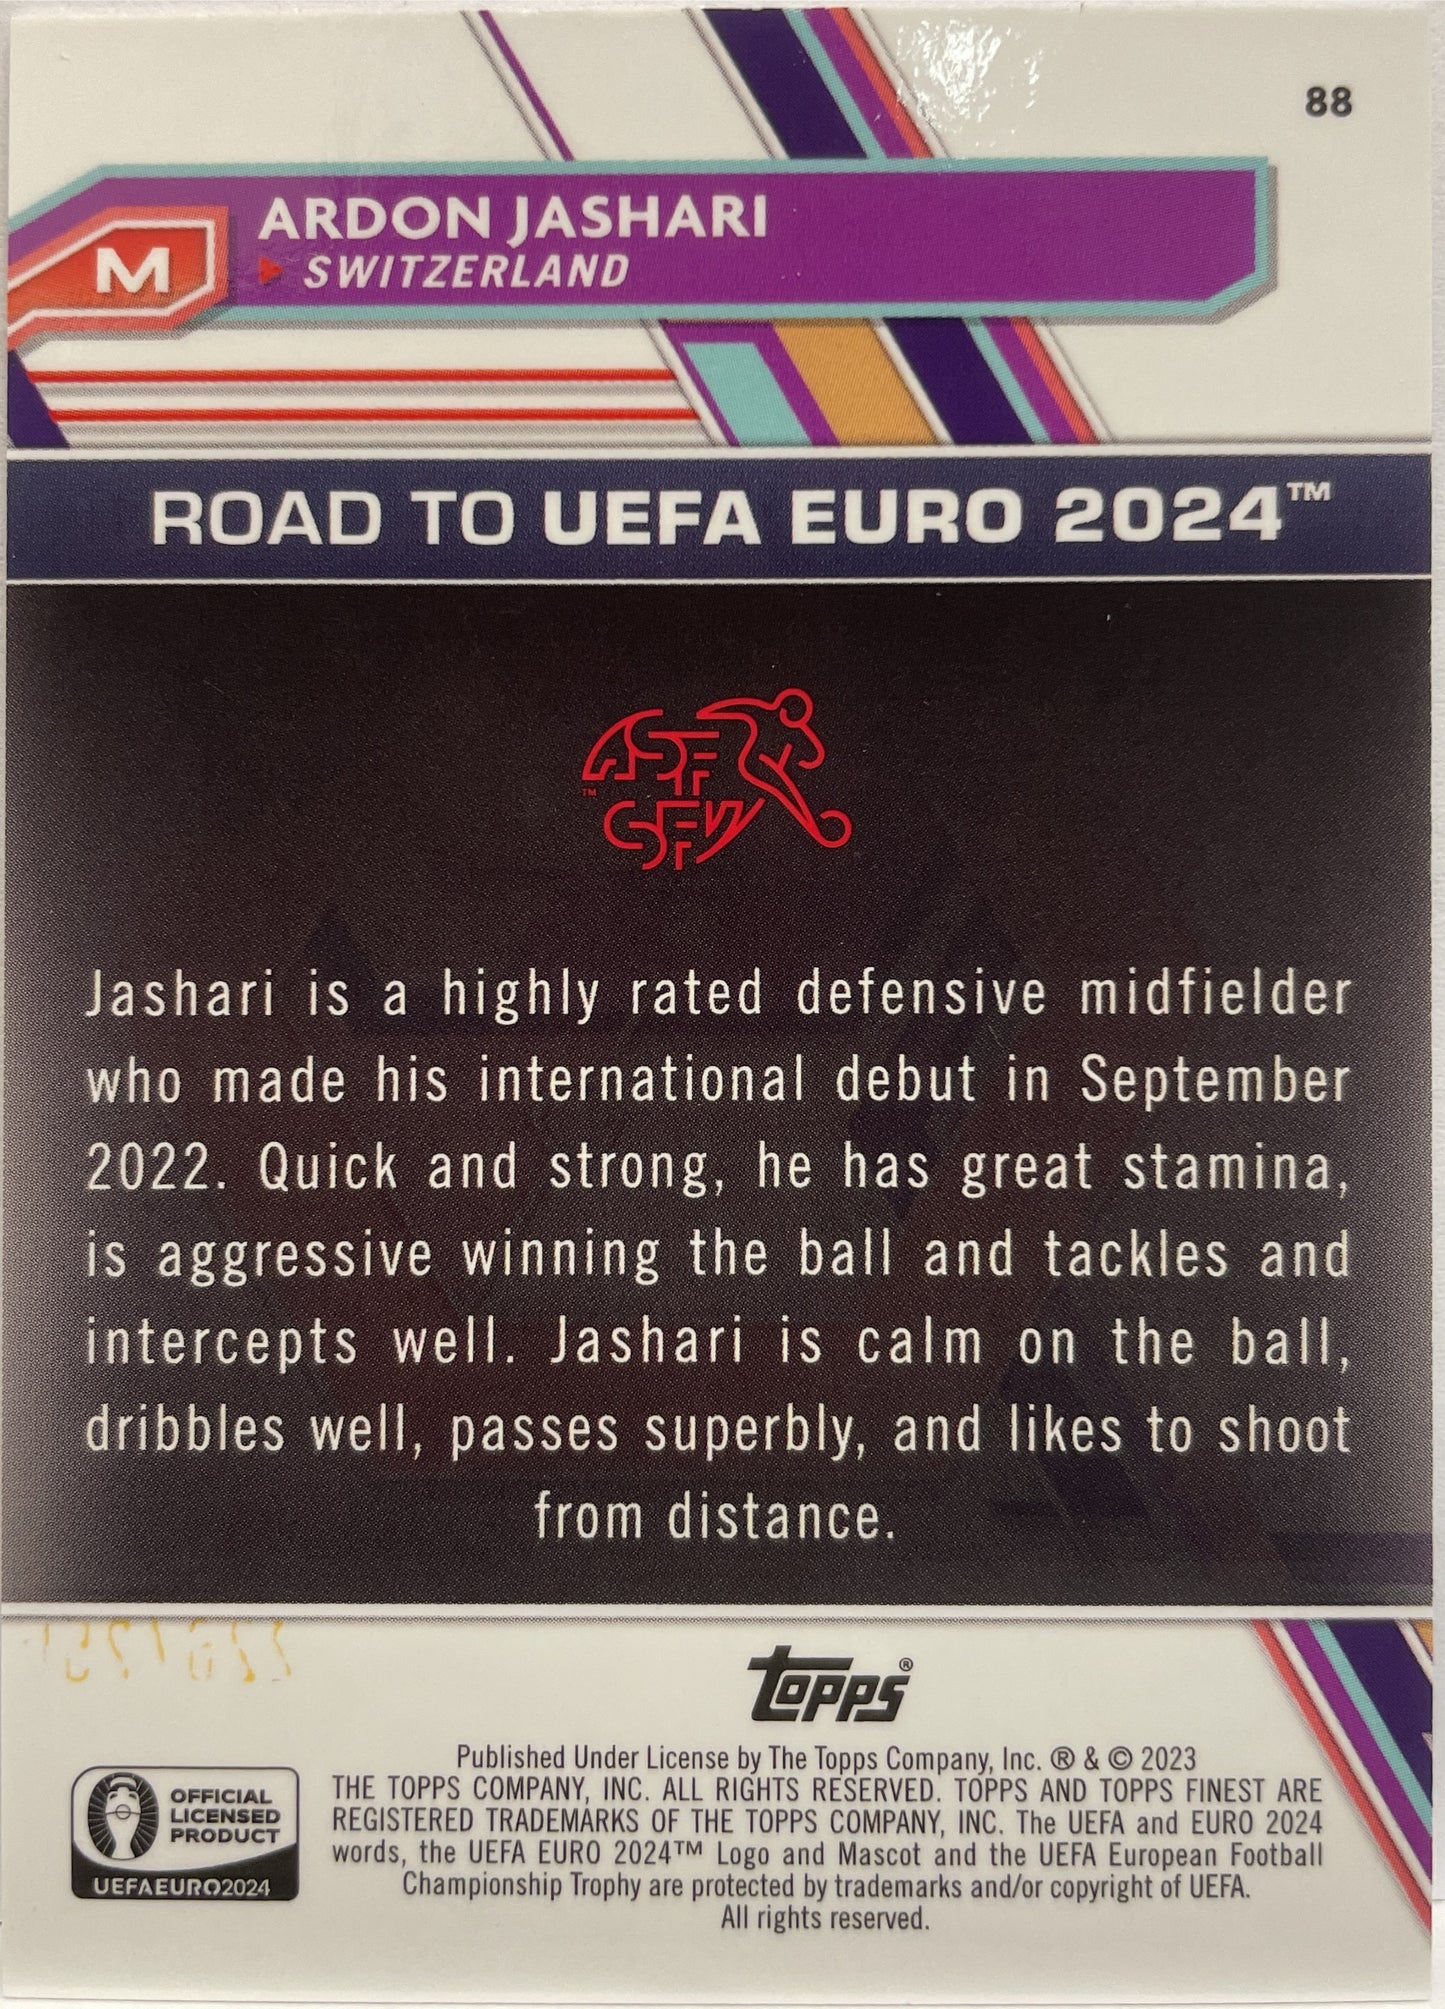 88
ARDON JASHARI
M
SWITZERLAND
ROAD TO UEFA EURO 2024™
ASF
SFV
™
Jashari is a highly rated defensive midfielder
who made his international debut in September
2022. Quick and strong, he has great stamina,
is aggressive winning the ball and tackles and
intercepts well. Jashari is calm on the ball,
dribbles well, passes superbly, and likes to shoot
from distance.
TOPPS®
Published Under License by The Topps Company, Inc. ® & © 2023
THE TOPPS COMPANY, INC. ALL RIGHTS RESERVED. TOPPS AND TOPPS FINEST ARE
REGISTERED TRADEMARKS OF THE TOPPS COMPANY, INC. The UEFA and EURO 2024
words, the UEFA EURO 2024™ Logo and Mascot and the UEFA European Football
Championship Trophy are protected by trademarks and/or copyright of UEFA.
All rights reserved.
OFFICIAL
LICENSED
PRODUCT
UEFAEURO2024